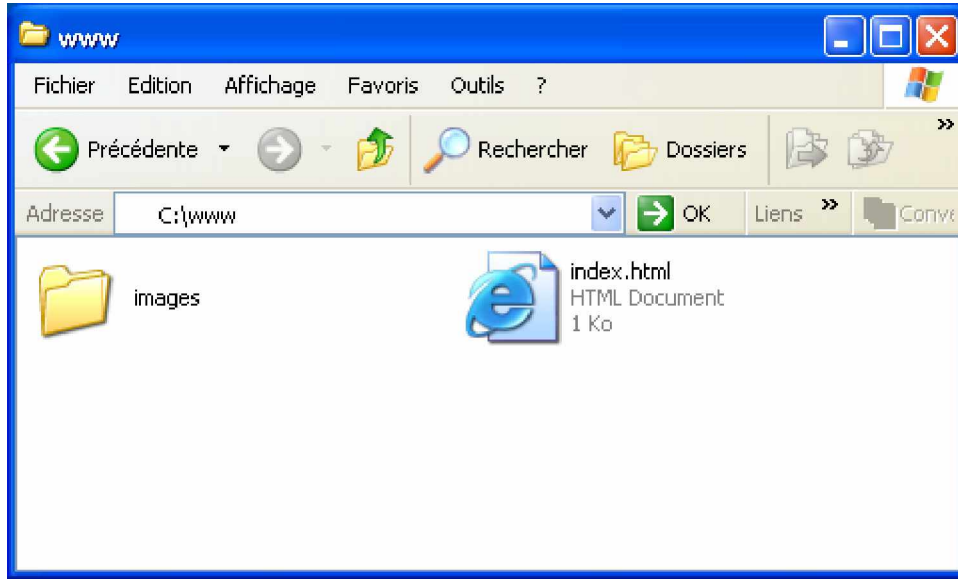 www
Fichier Edition Affichage Favoris Outils ?
Précédente Rechercher Dossiers »
Adresse C:\www OK Liens » Conve
images
index.html
HTML Document
1 Ko